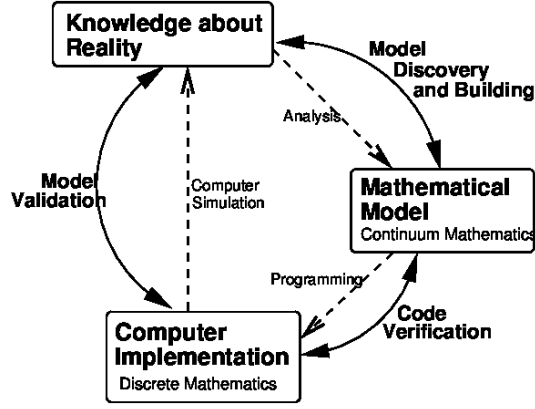 Knowledge about
Reality
Model
Discovery
and Building
Analysis
Model
Validation
Computer
Simulation
Mathematical
Model
Continuum Mathematics
Programming
Code
Verification
Computer
Implementation
Discrete Mathematics